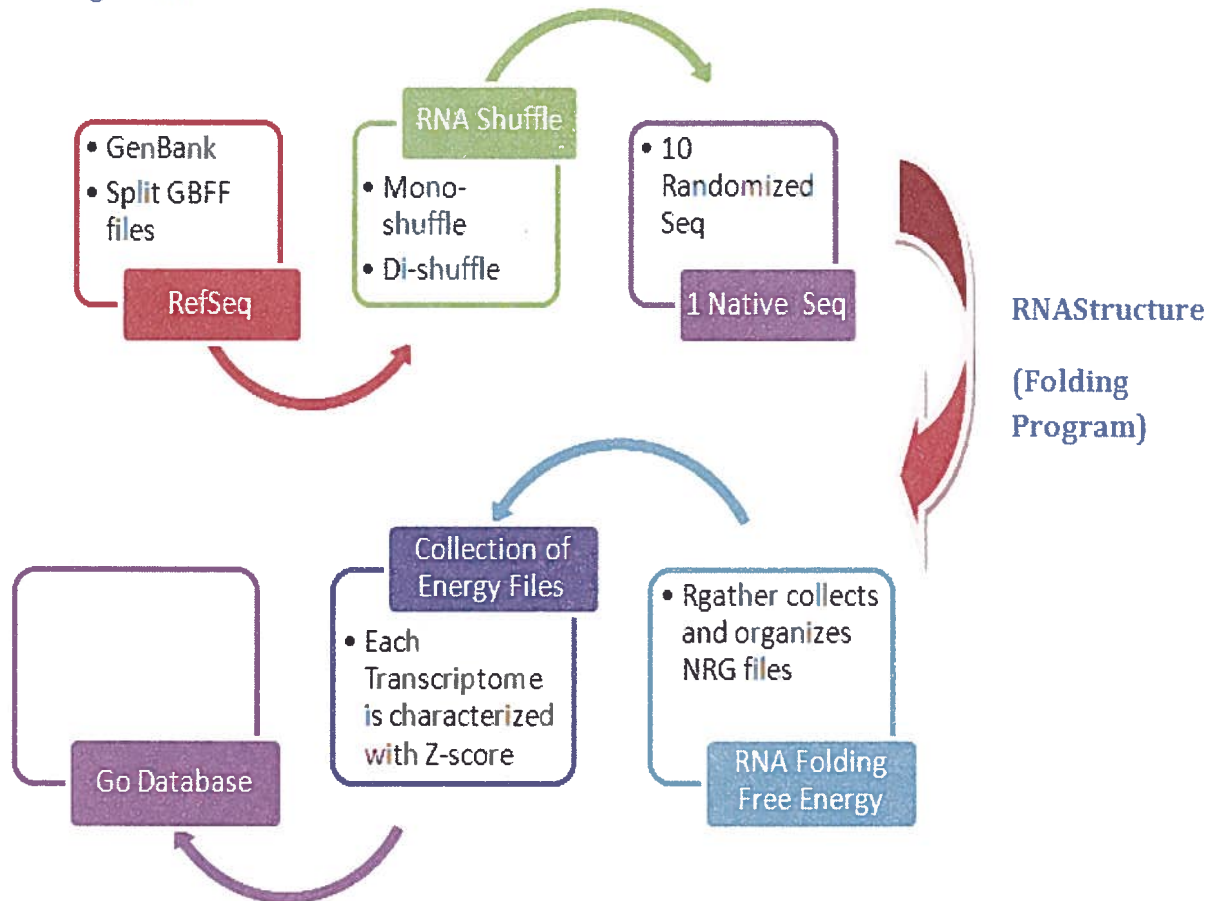 • GenBank
• Split GBFF
files
RefSeq
RNA Shuffle
• Mono-
shuffle
• Di-shuffle
• 10
Randomized
Seq
1 Native Seq
RNAStructure
(Folding
Program)
Collection of
Energy Files
• Each
Transcriptome
is characterized
with Z-score
• Rgather collects
and organizes
NRG files
RNA Folding
Free Energy
Go Database